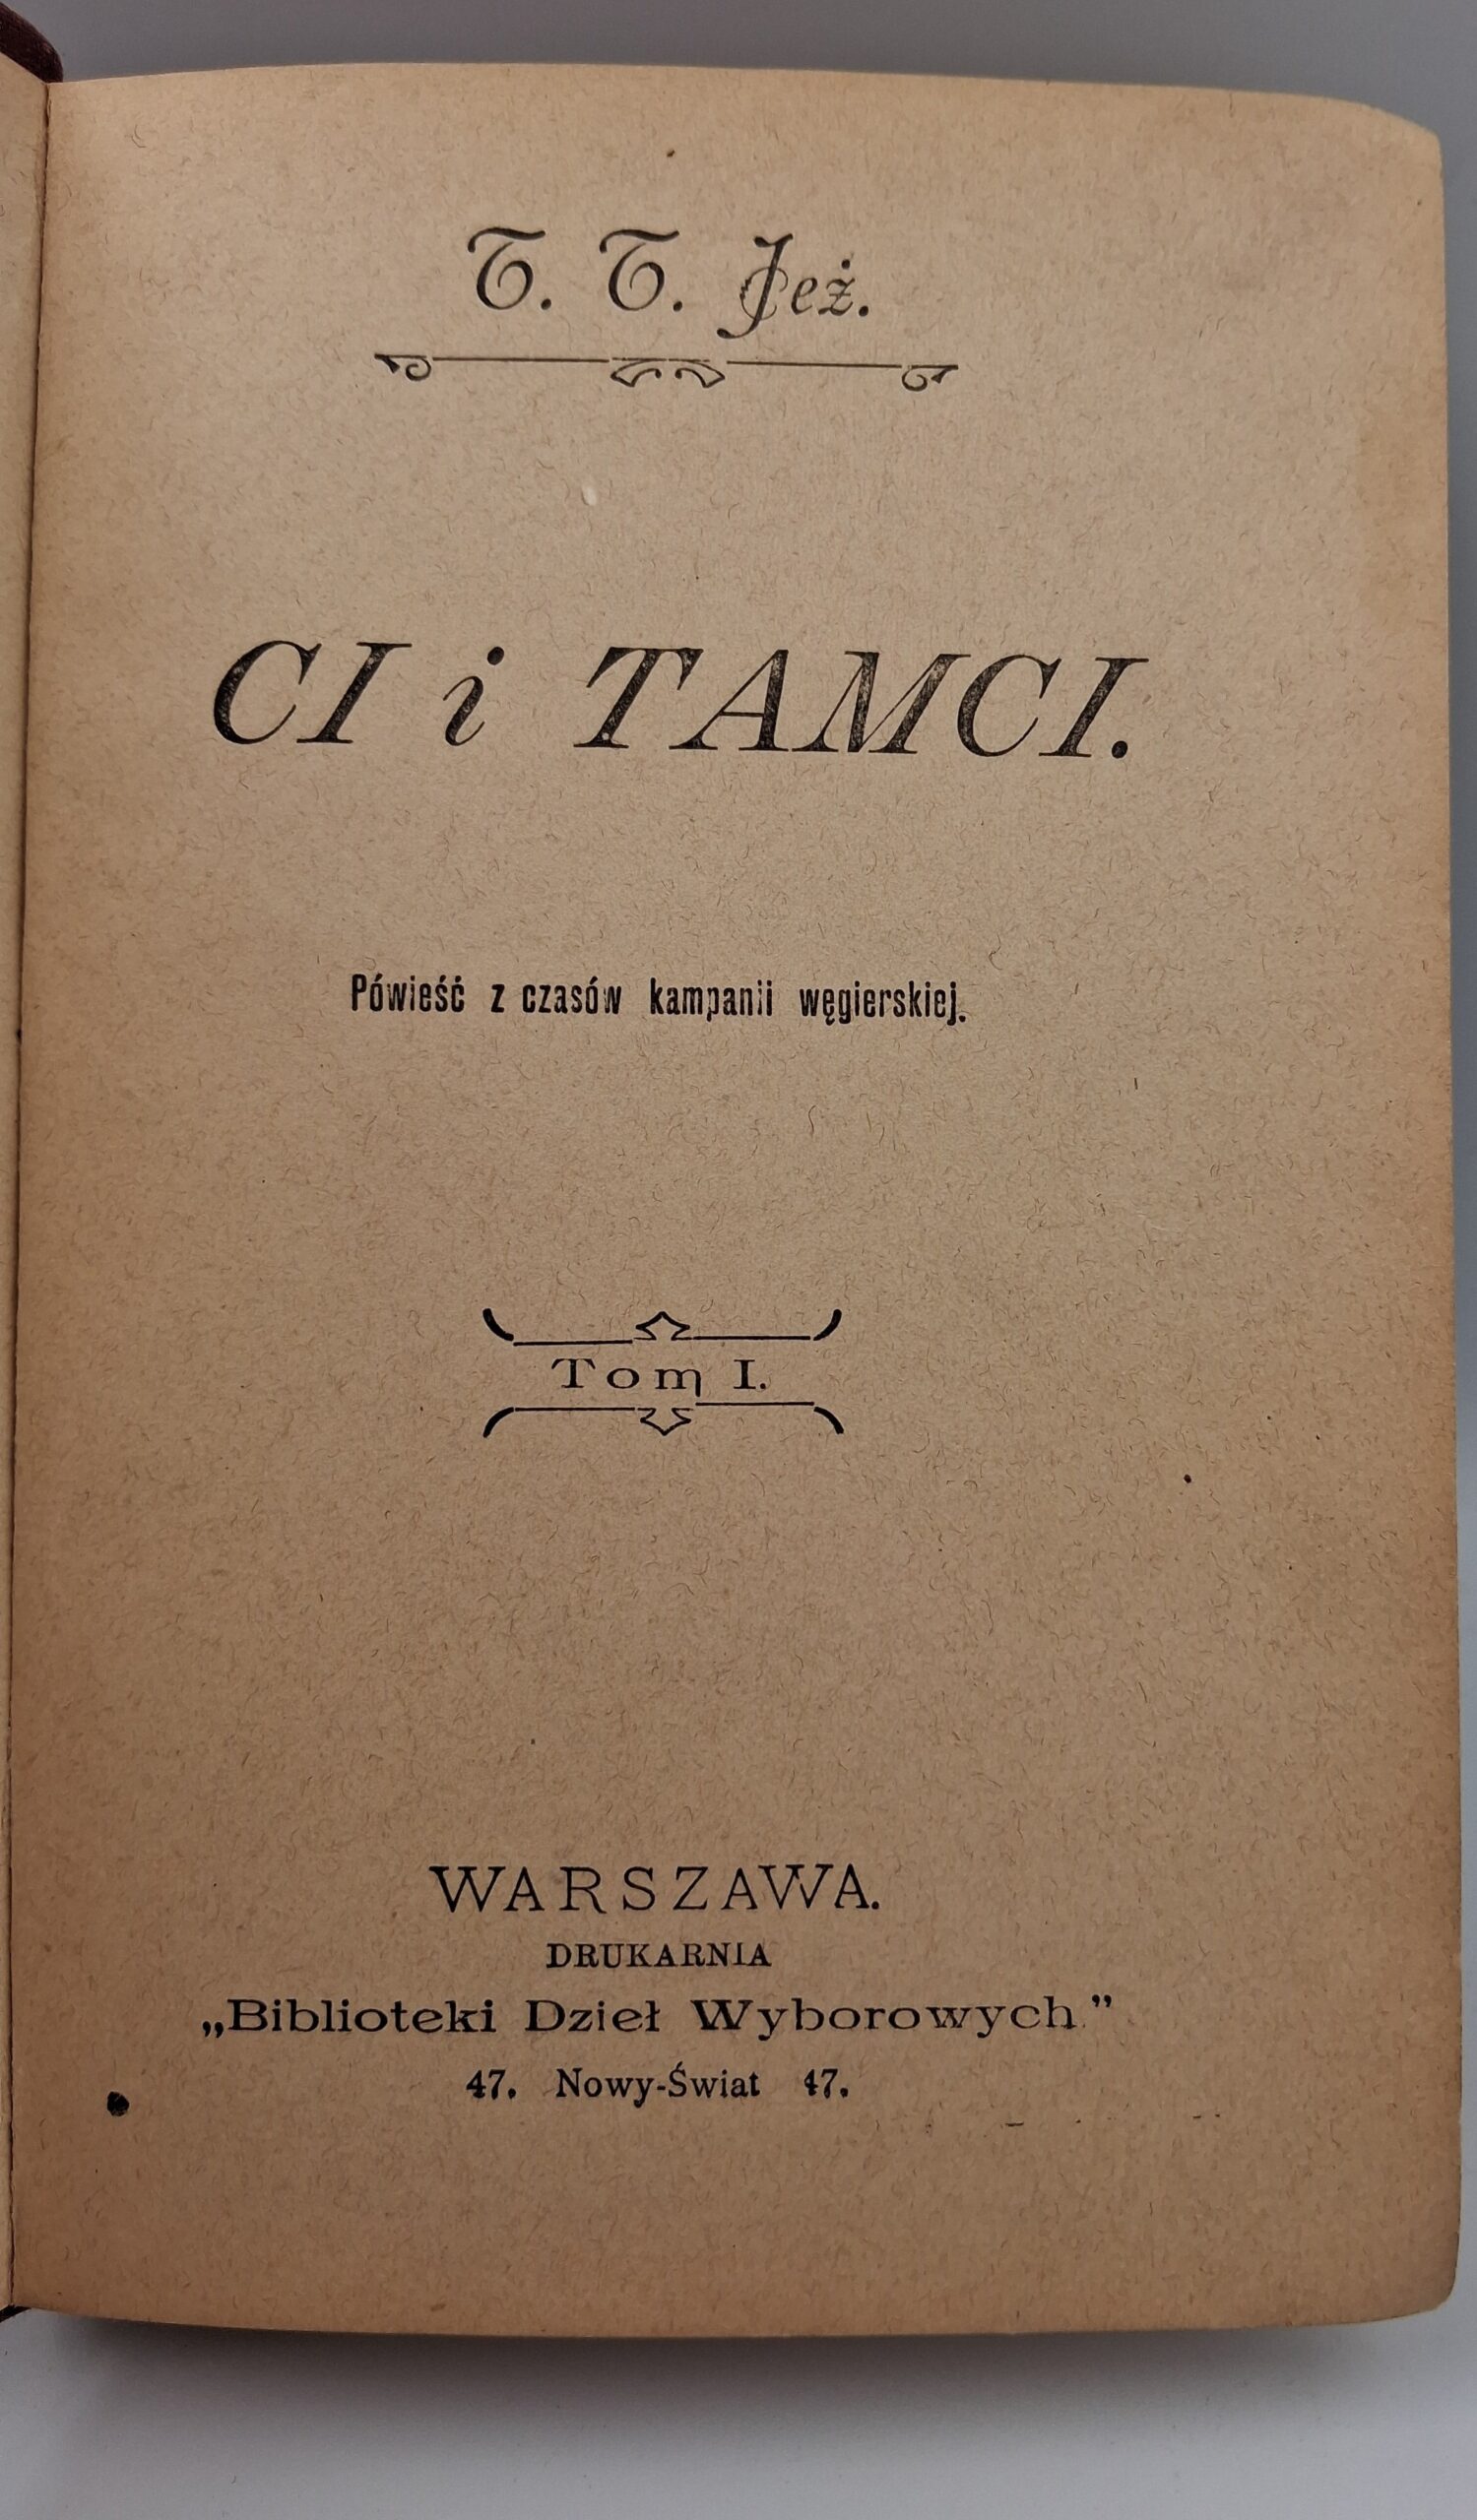 T. T. Jeż.
CI i TAMCI.
Pówieść z czasów kampanii węgierskiej.
Tom I.
WARSZAWA.
DRUKARNIA
„Biblioteki Dzieł Wyborowych.”
47. Nowy-Świat 47.